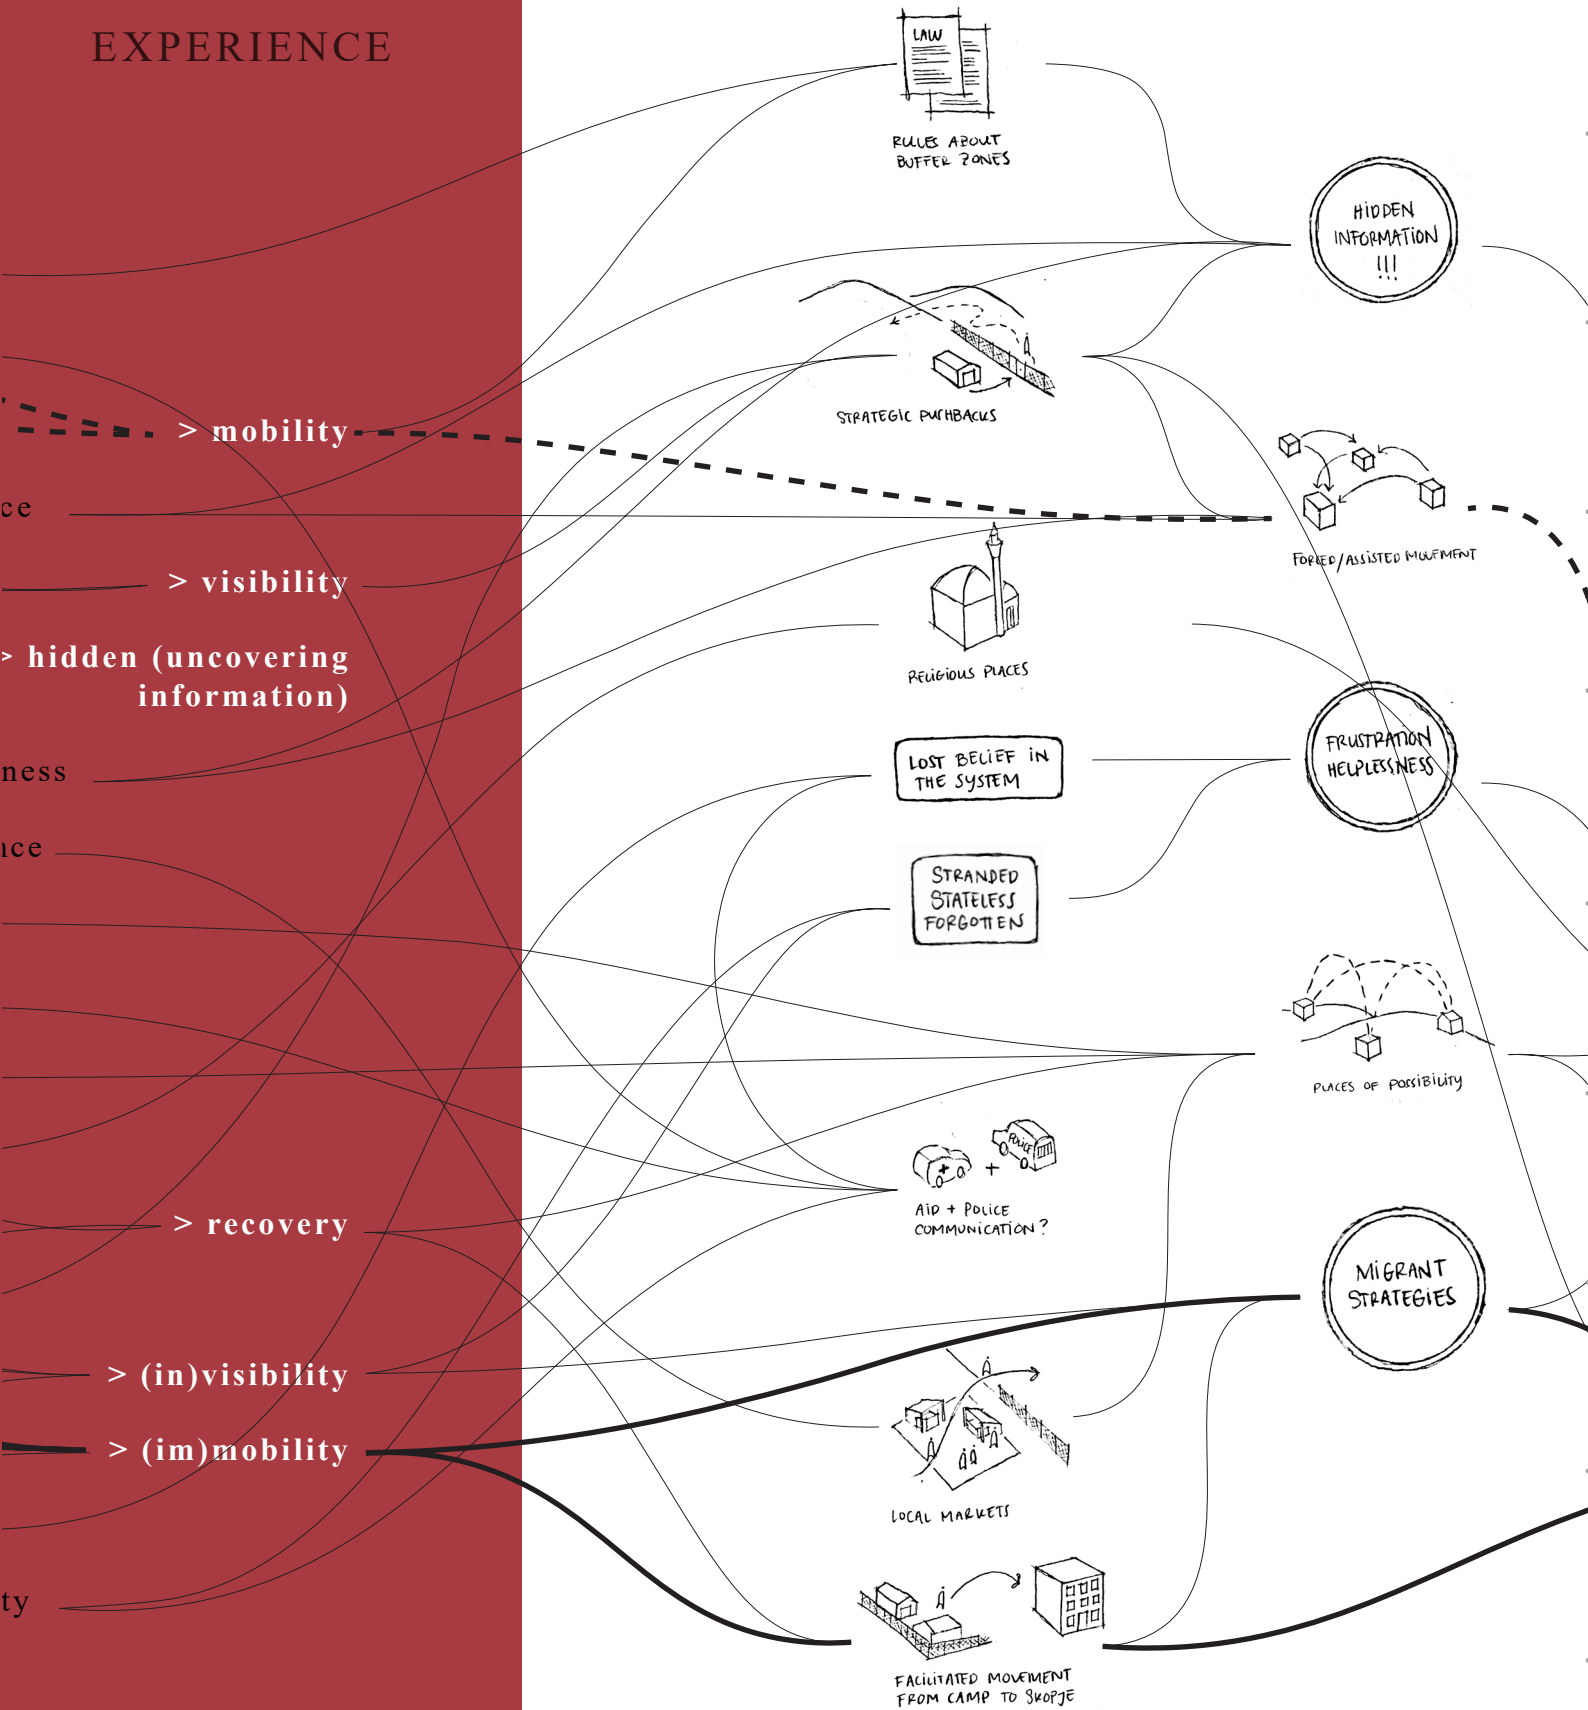 EXPERIENCE
> mobility
ce
> visibility
> hidden (uncovering
information)
ness
nce
> recovery
> (in)visibility
> (im)mobility
ty
LAW
RULES ABOUT
BUFFER ZONES
STRATEGIC PUSHBACKS
RELIGIOUS PLACES
LOST BELIEF IN
THE SYSTEM
STRANDED
STATELESS
FORGOTTEN
POLICE
+
AID + POLICE
COMMUNICATION?
LOCAL MARKETS
FACILITATED MOVEMENT
FROM CAMP TO SKOPJE
HIDDEN
INFORMATION
!!!
FORCED/ASSISTED MOVEMENT
FRUSTRATION
HELPLESSNESS
PLACES OF POSSIBILITY
MIGRANT
STRATEGIES